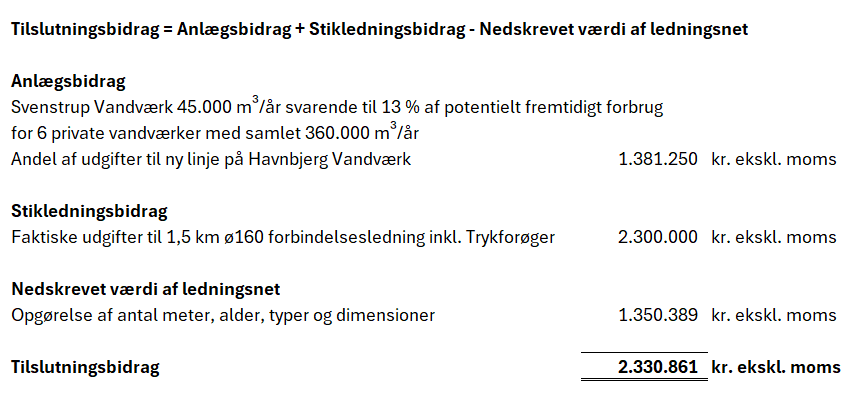 Tilslutningsbidrag = Anlægsbidrag + Stikledningsbidrag - Nedskrevet værdi af ledningsnet
Anlægsbidrag
Svenstrup Vandværk 45.000 m³/år svarende til 13 % af potentielt fremtidigt forbrug
for 6 private vandværker med samlet 360.000 m³/år
Andel af udgifter til ny linje på Havnbjerg Vandværk 1.381.250 kr. ekskl. moms
Stikledningsbidrag
Faktiske udgifter til 1,5 km ø160 forbindelsesledning inkl. Trykforøger 2.300.000 kr. ekskl. moms
Nedskrevet værdi af ledningsnet
Opgørelse af antal meter, alder, typer og dimensioner 1.350.389 kr. ekskl. moms
Tilslutningsbidrag 2.330.861 kr. ekskl. moms